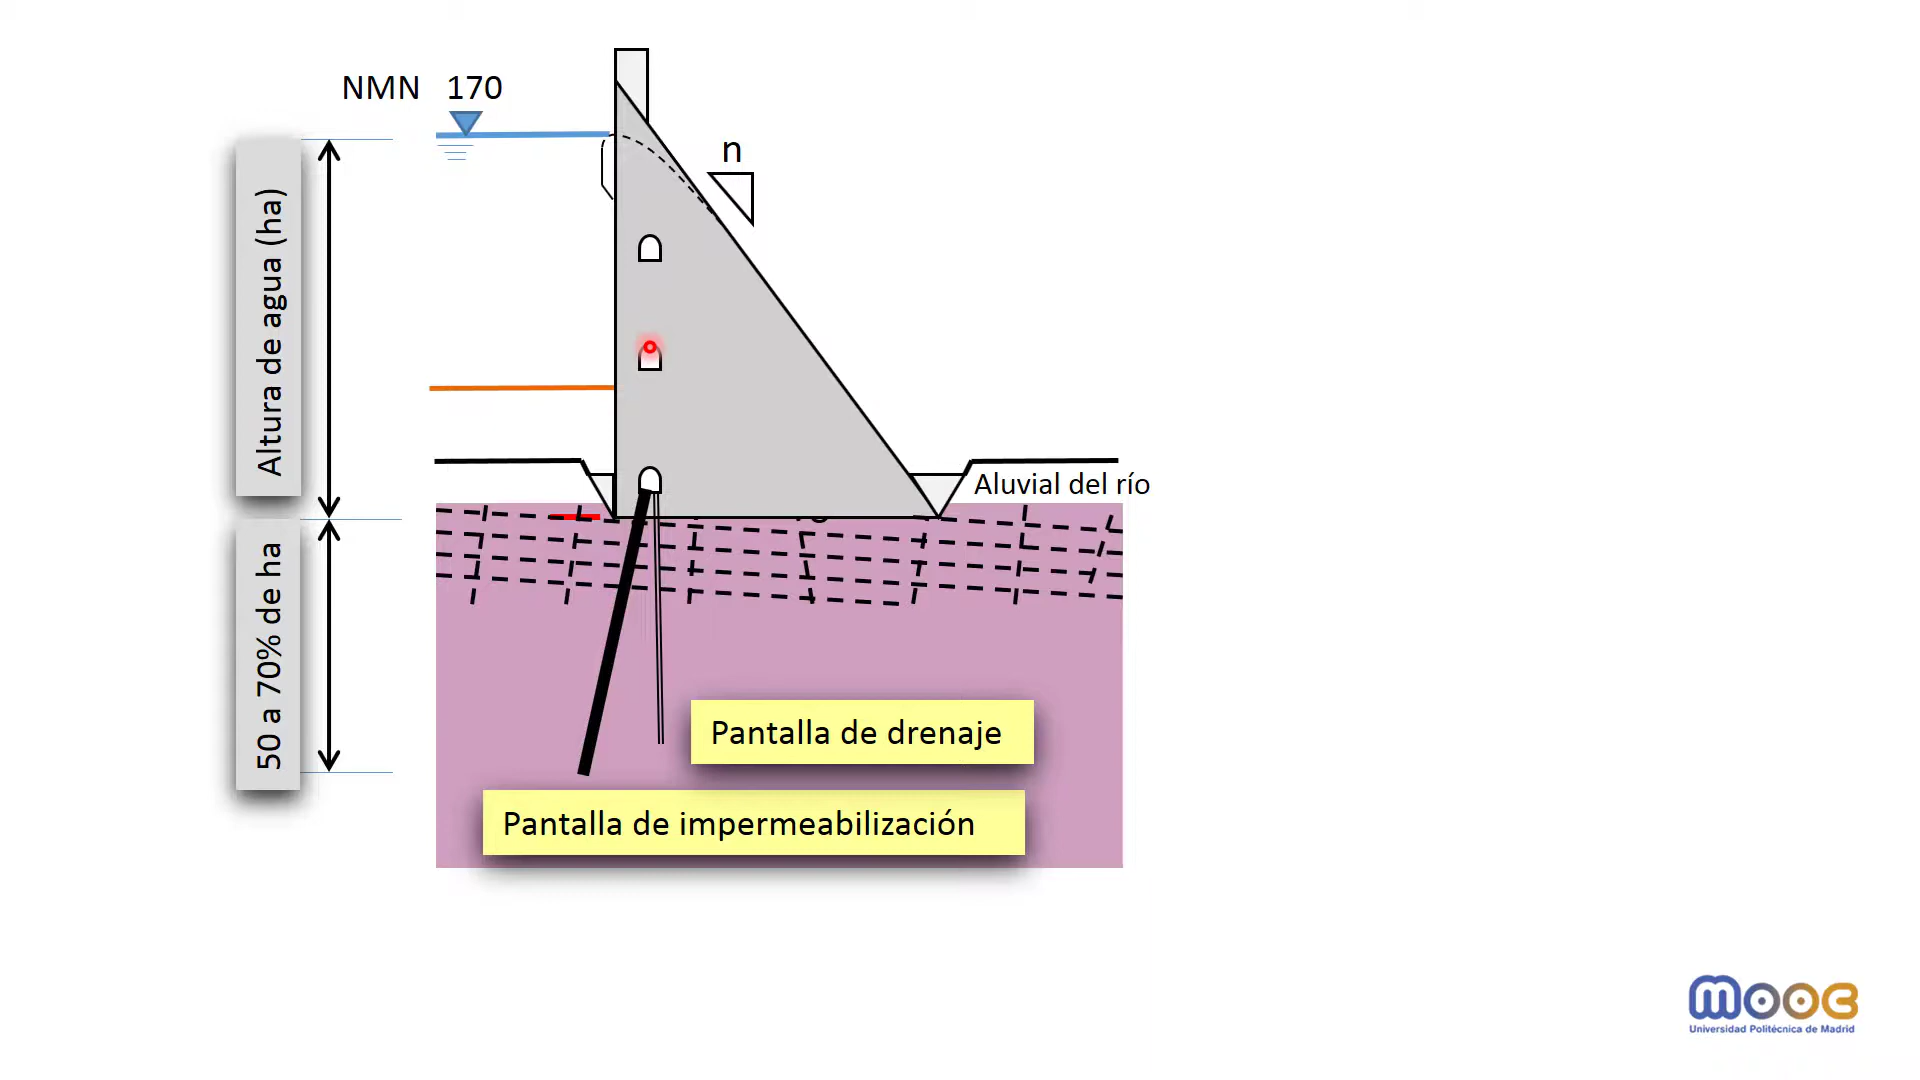 NMN 170
n
Altura de agua (ha)
Aluvial del río
50 a 70% de ha
Pantalla de drenaje
Pantalla de impermeabilización
mooc
Universidad Politécnica de Madrid